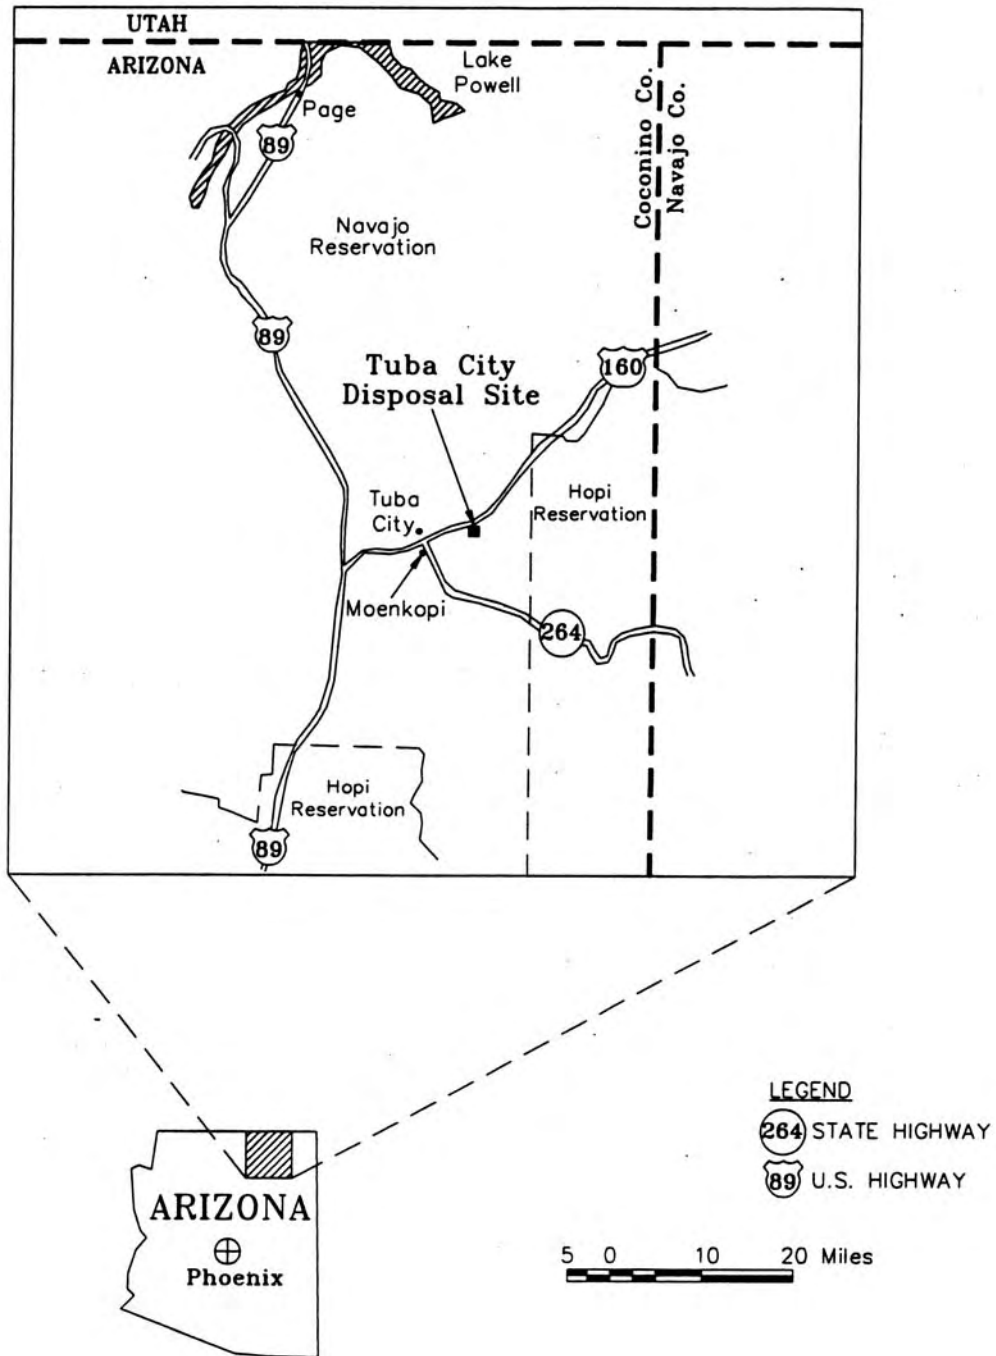 UTAH
ARIZONA
Lake
Powell
Page
89
Coconino Co.
Navajo Co.
Navajo
Reservation
89
160
Tuba City
Disposal Site
Tuba
City
Hopi
Reservation
Moenkopi
264
Hopi
Reservation
89
LEGEND
264 STATE HIGHWAY
89 U.S. HIGHWAY
ARIZONA
Phoenix
5 0 10 20 Miles